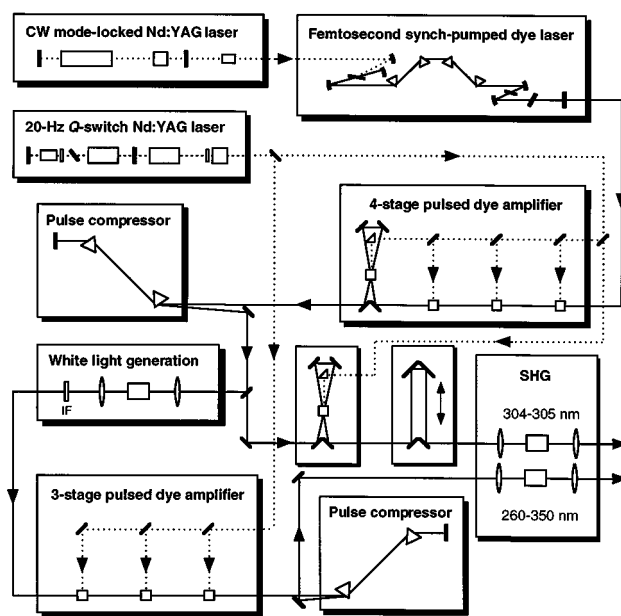 CW mode-locked Nd:YAG laser
Femtosecond synch-pumped dye laser
20-Hz Q-switch Nd:YAG laser
Pulse compressor
4-stage pulsed dye amplifier
White light generation
IF
SHG
304-305 nm
3-stage pulsed dye amplifier
Pulse compressor
260-350 nm